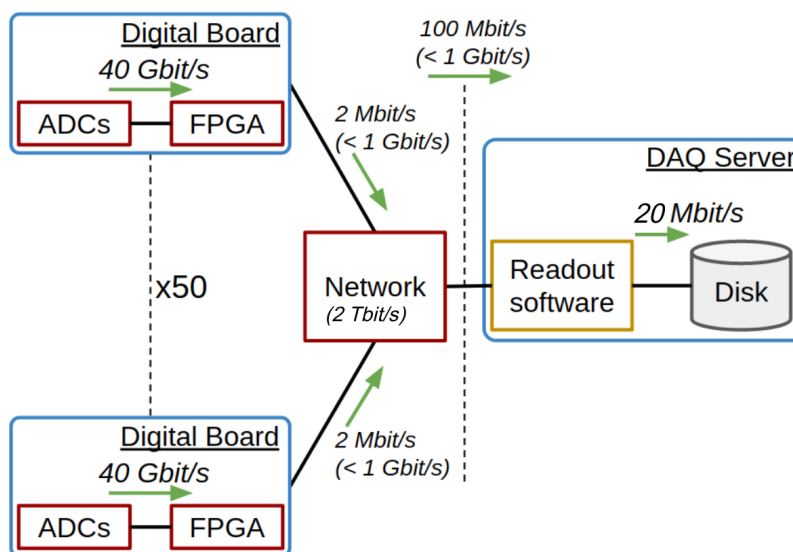 Digital Board
40 Gbit/s
ADCs
FPGA
100 Mbit/s
(< 1 Gbit/s)
2 Mbit/s
(< 1 Gbit/s)
DAQ Server
20 Mbit/s
Readout
software
Disk
Network
(2 Tbit/s)
x50
Digital Board
40 Gbit/s
ADCs
FPGA
2 Mbit/s
(< 1 Gbit/s)